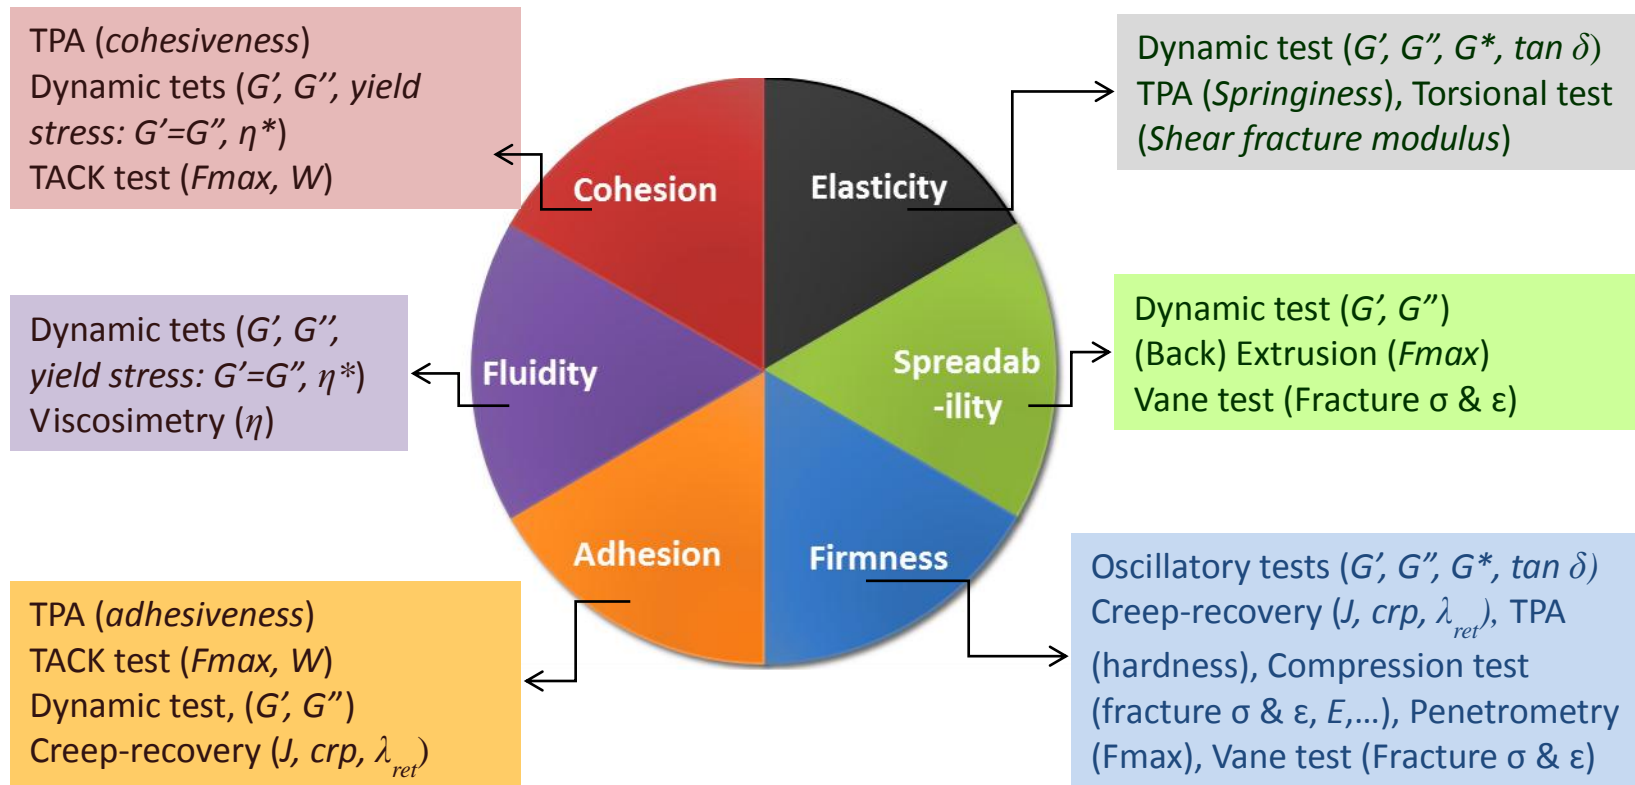 TPA (cohesiveness)
Dynamic tets (G’, G’’, yield
stress: G’=G”, η*)
TACK test (Fmax, W)
Dynamic test (G’, G”, G*, tan δ)
TPA (Springiness), Torsional test
(Shear fracture modulus)
Cohesion
Elasticity
Dynamic tets (G’, G’’,
yield stress: G’=G”, η*)
Viscosimetry (η)
Fluidity
Spreadab
-ility
Dynamic test (G’, G”)
(Back) Extrusion (Fmax)
Vane test (Fracture σ & ε)
Adhesion
Firmness
TPA (adhesiveness)
TACK test (Fmax, W)
Dynamic test, (G’, G”)
Creep-recovery (J, crp, λret)
Oscillatory tests (G’, G”, G*, tan δ)
Creep-recovery (J, crp, λret), TPA
(hardness), Compression test
(fracture σ & ε, E,…), Penetrometry
(Fmax), Vane test (Fracture σ & ε)